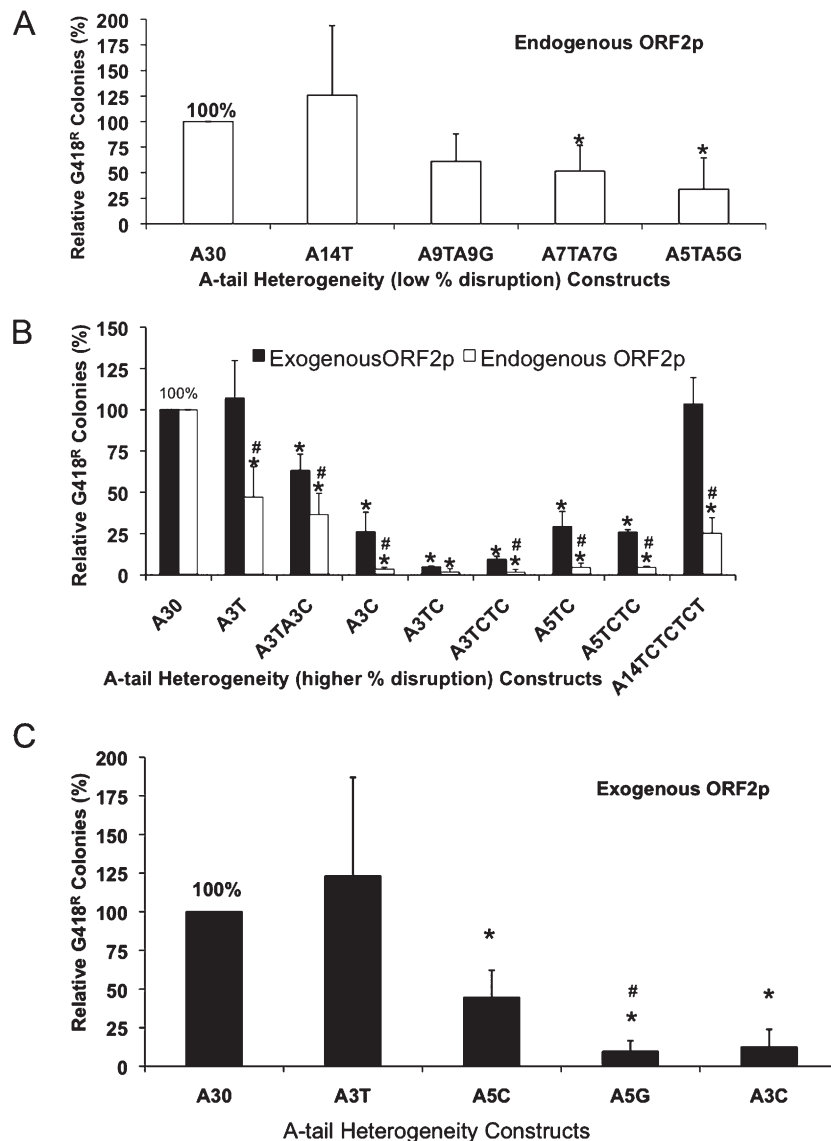 A
Relative G418ᴿ Colonies (%)
200
175
150
125
100
75
50
25
0
Endogenous ORF2p
100%
*
*
A30 A14T A9TA9G A7TA7G A5TA5G
A-tail Heterogeneity (low % disruption) Constructs
B
Relative G418ᴿ Colonies (%)
150
125
100
75
50
25
0
ExogenousORF2p Endogenous ORF2p
100%
# * * # * * # * * * * # * * # * * # * # *
A30 A3T A3TA3C A3C A3TC A3TCTC A5TC A5TCTC A14TCTCTCT
A-tail Heterogeneity (higher % disruption) Constructs
C
Relative G418ᴿ Colonies (%)
200
175
150
125
100
75
50
25
0
Exogenous ORF2p
100%
*
#
*
*
A30 A3T A5C A5G A3C
A-tail Heterogeneity Constructs